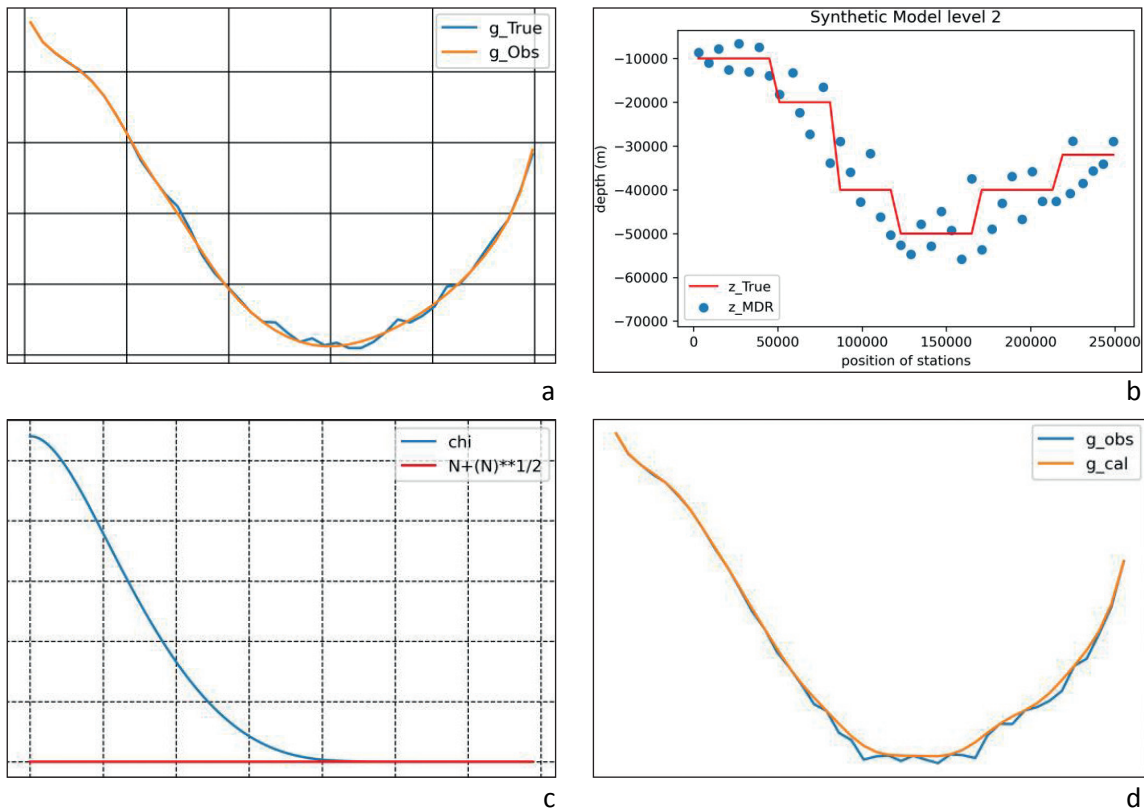 g_True
g_Obs
a
Synthetic Model level 2
depth (m)
−10000
−20000
−30000
−40000
−50000
−60000
−70000
z_True
z_MDR
0
50000
100000
150000
200000
250000
position of stations
b
chi
N+(N)**1/2
c
g_obs
g_cal
d